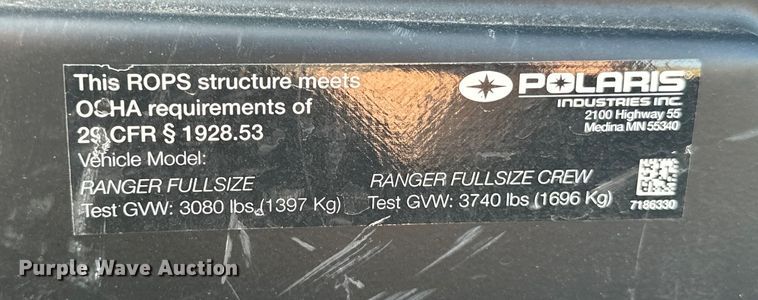 This ROPS structure meets
OSHA requirements of
29 CFR § 1928.53
Vehicle Model:
RANGER FULLSIZE
Test GVW: 3080 lbs. (1397 Kg)
RANGER FULLSIZE CREW
Test GVW: 3740 lbs (1696 Kg)
POLARIS
INDUSTRIES INC.
2100 Highway 55
Medina MN 55340
7186330
Purple Wave Auction